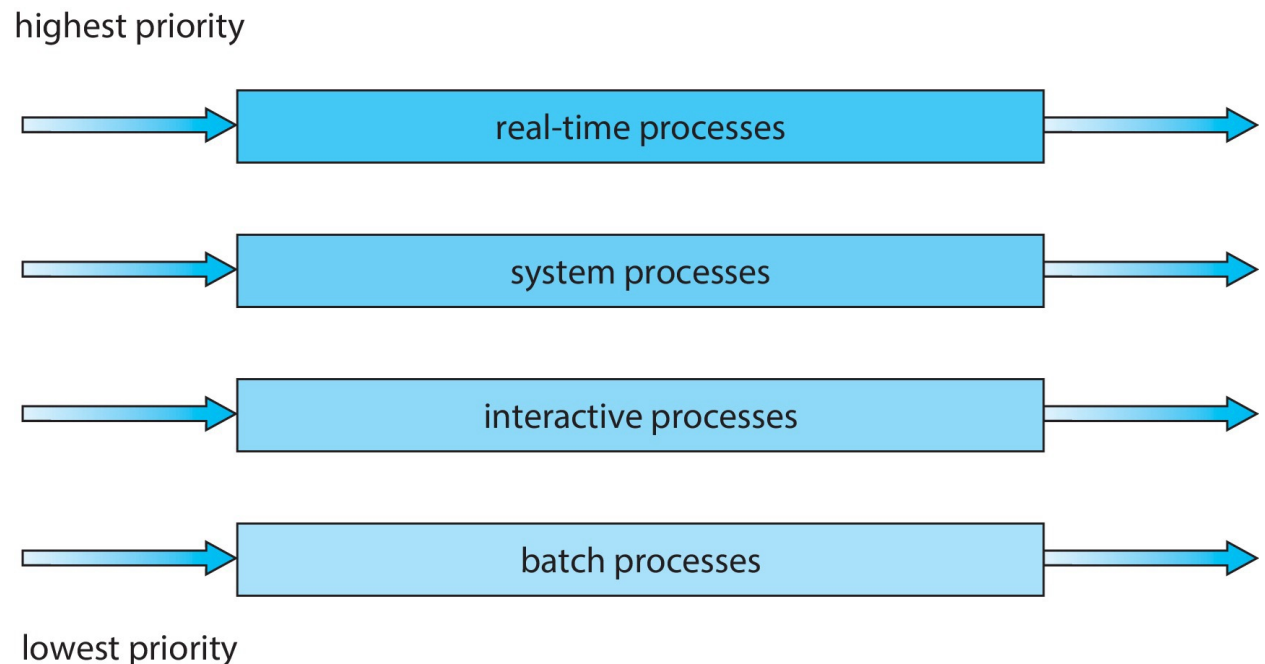 highest priority
real-time processes
system processes
interactive processes
batch processes
lowest priority